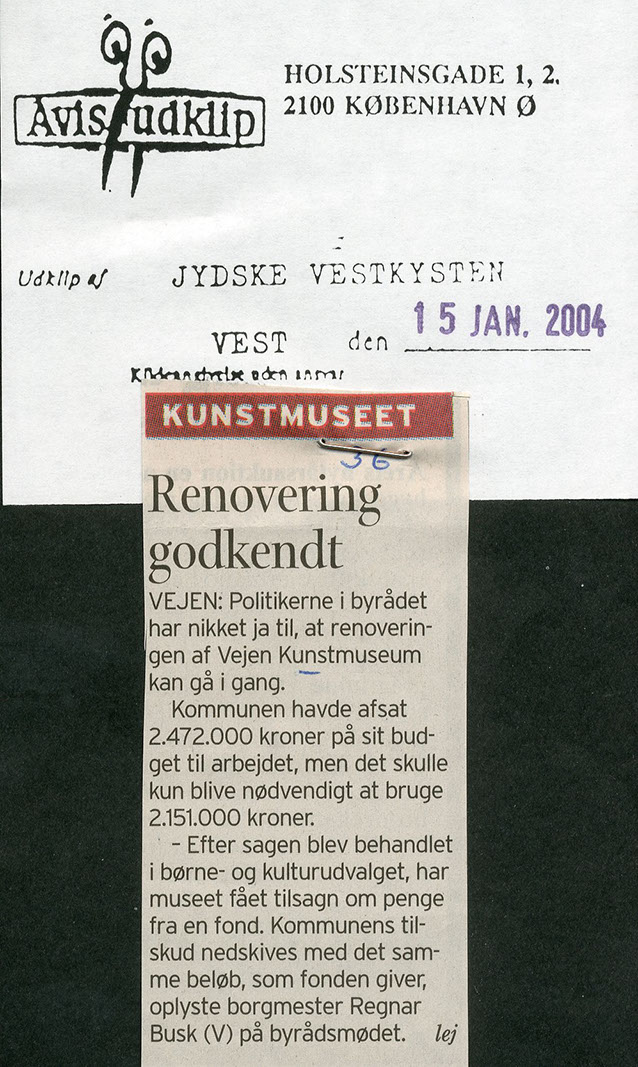 Avis udklip
HOLSTEINSGADE 1, 2.
2100 KØBENHAVN Ø
Udklip af JYDSKE VESTKYSTEN
VEST den 15 JAN. 2004
KUNSTMUSEET
36
Renovering
godkendt
VEJEN: Politikerne i byrådet
har nikket ja til, at renoverin-
gen af Vejen Kunstmuseum
kan gå i gang.
Kommunen havde afsat
2.472.000 kroner på sit bud-
get til arbejdet, men det skulle
kun blive nødvendigt at bruge
2.151.000 kroner.
- Efter sagen blev behandlet
i børne- og kulturudvalget, har
museet fået tilsagn om penge
fra en fond. Kommunens til-
skud nedskives med det sam-
me beløb, som fonden giver,
oplyste borgmester Regnar
Busk (V) på byrådsmødet. lej